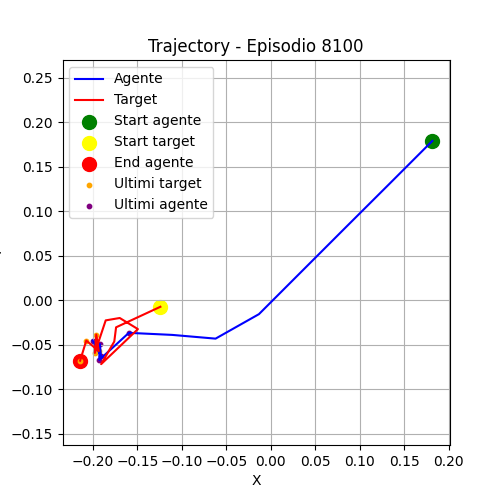 Trajectory - Episodio 8100
Agente
Target
Start agente
Start target
End agente
Ultimi target
Ultimi agente
0.25
0.20
0.15
0.10
0.05
0.00
−0.05
−0.10
−0.15
−0.20 −0.15 −0.10 −0.05 0.00 0.05 0.10 0.15 0.20
X